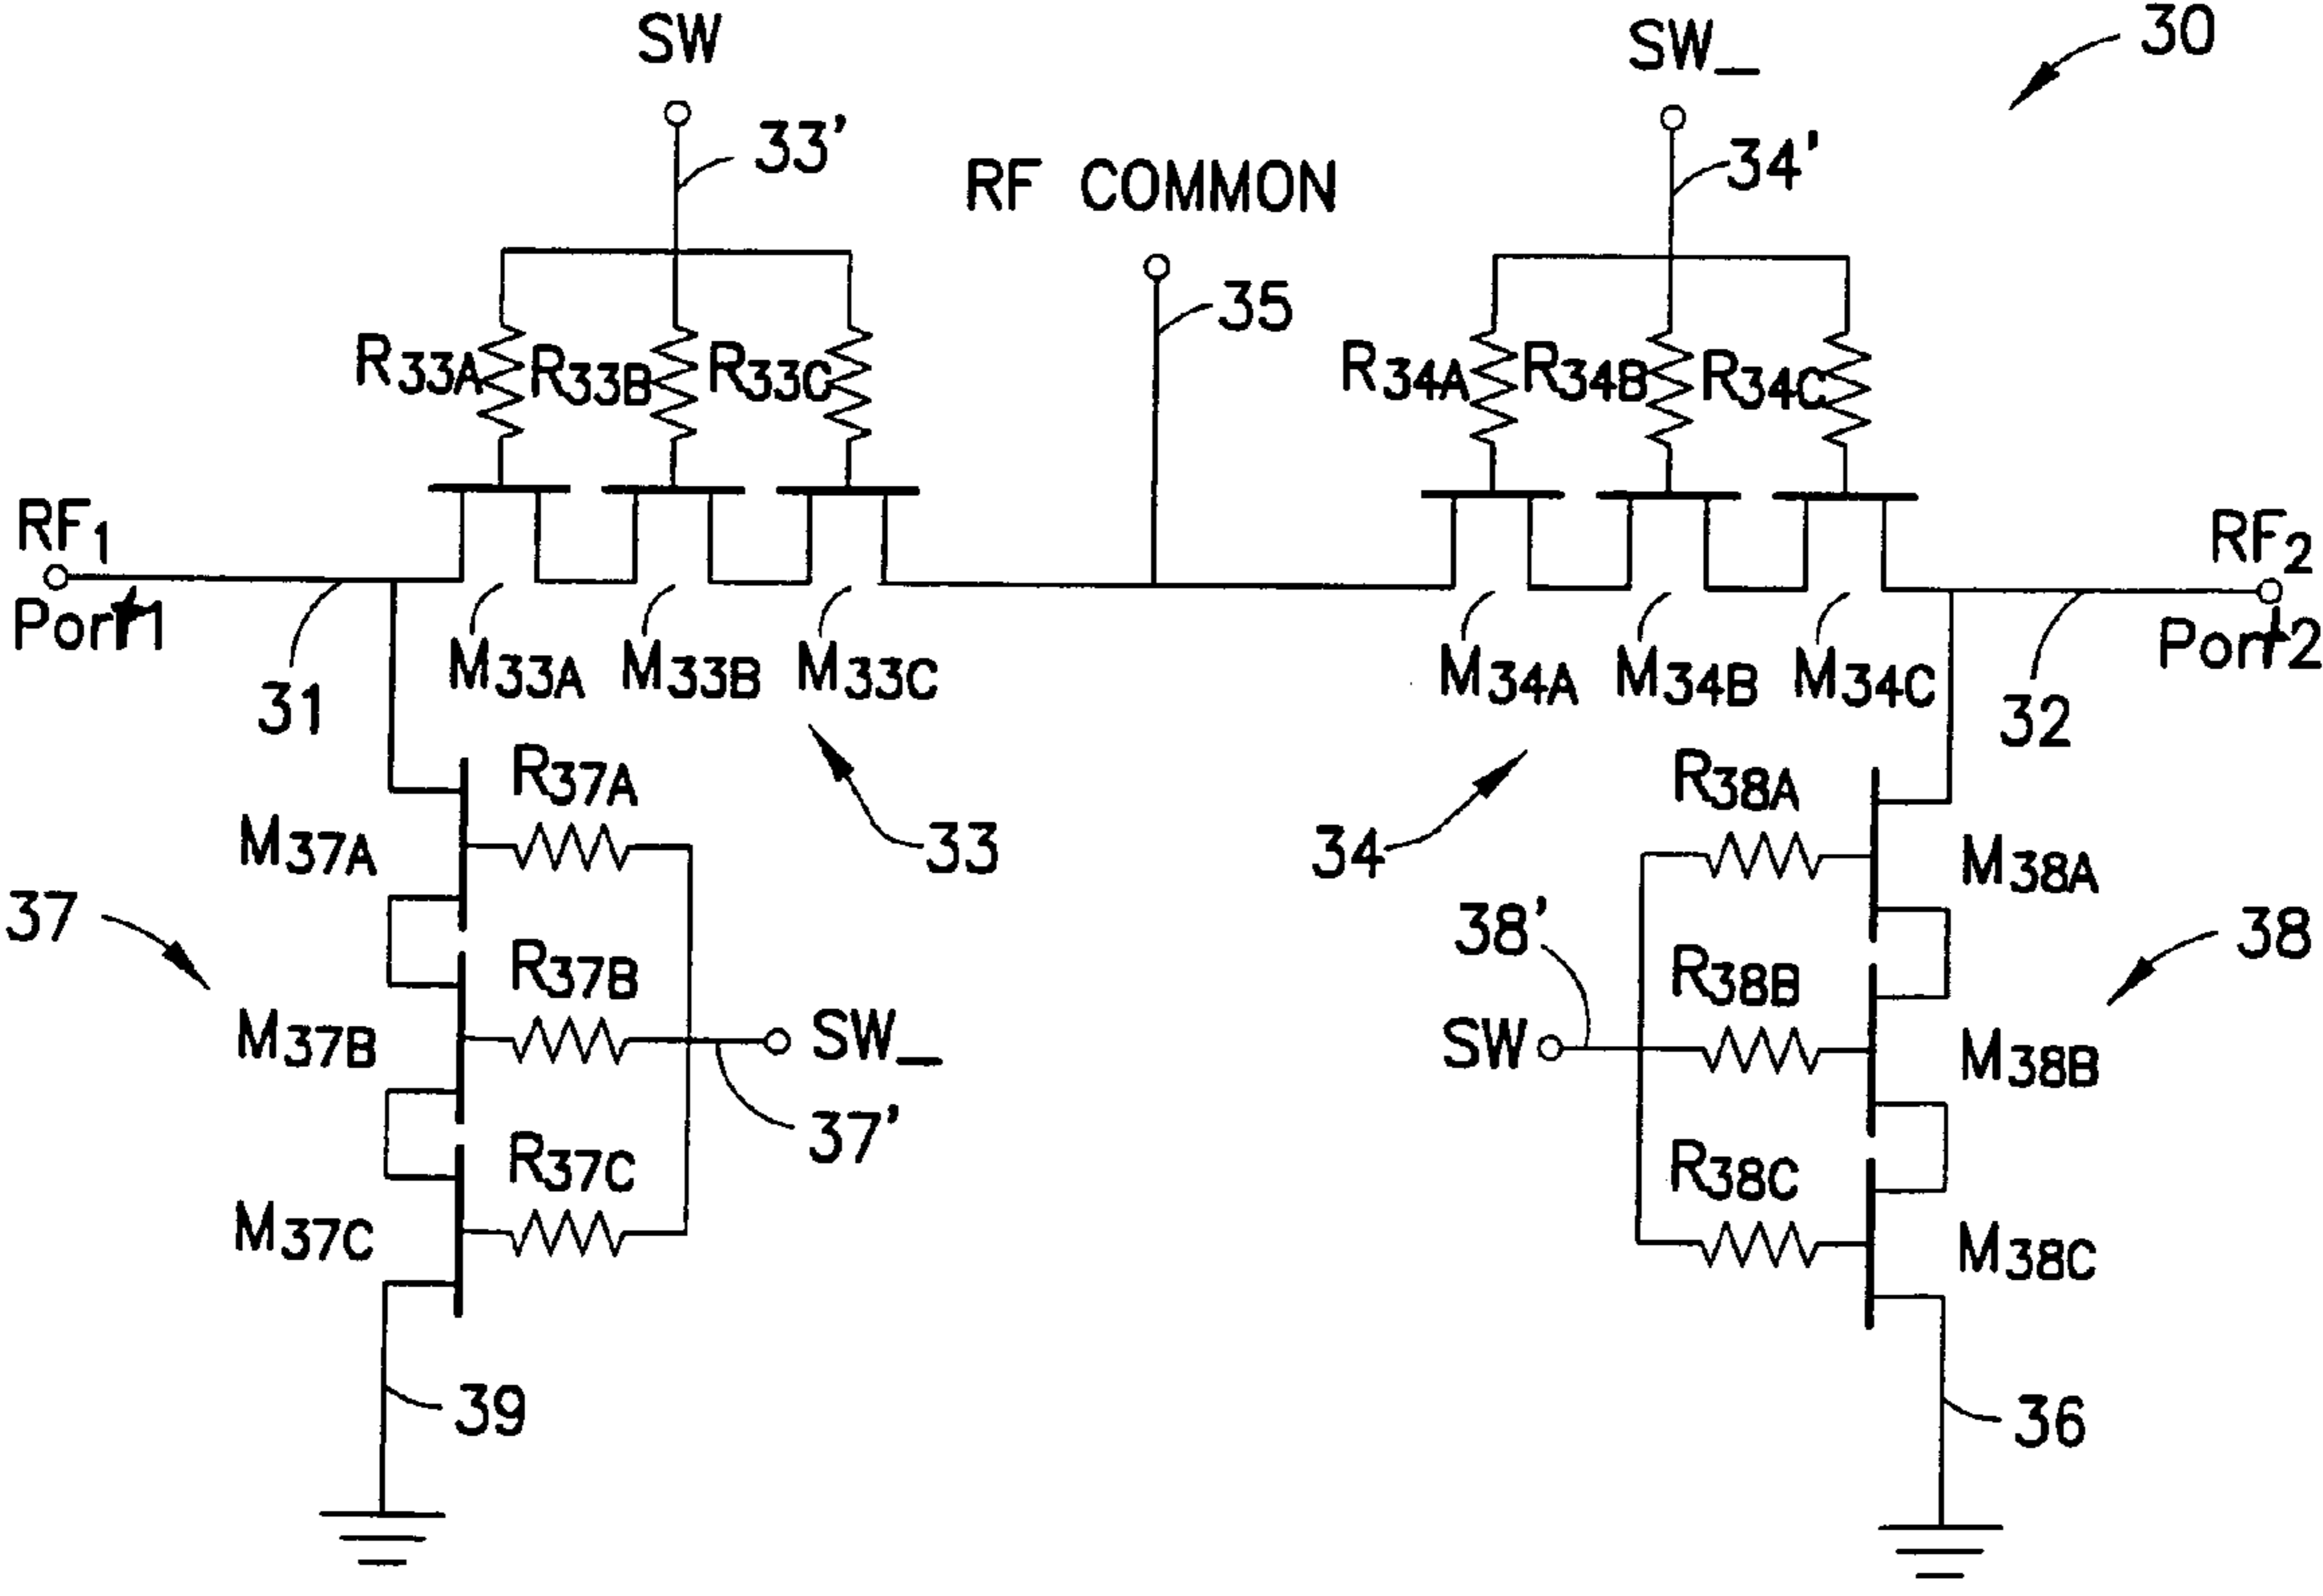 SW
SW_
30
33'
34'
RF COMMON
35
R33A
R33B
R33C
R34A
R34B
R34C
RF1
Port1
RF2
Port2
31
M33A
M33B
M33C
M34A
M34B
M34C
32
R37A
R38A
M37A
33
34
M38A
37
38'
38
R37B
R38B
M37B
SW_
SW
M38B
37'
R37C
R38C
M37C
M38C
39
36